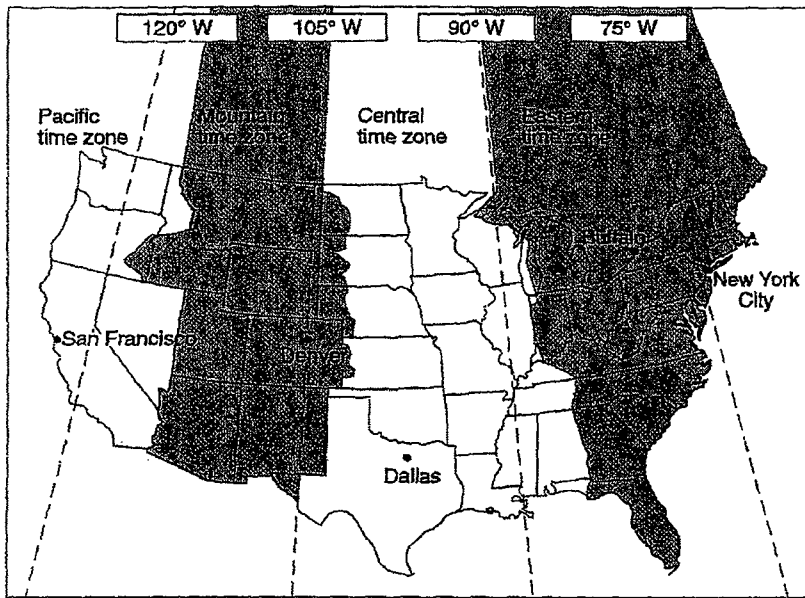 120° W
105° W
90° W
75° W
Pacific
time zone
Mountain
time zone
Central
time zone
Eastern
time zone
Buffalo
New York
City
San Francisco
Denver
Dallas